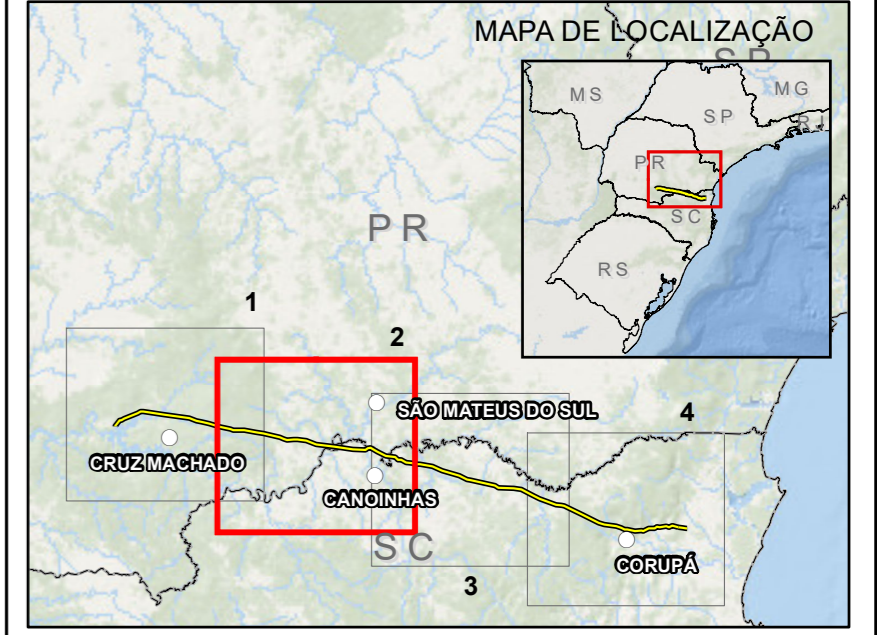 MAPA DE LOCALIZAÇÃO
SP
MS
MG
SP
RJ
PR
SC
RS
PR
1
2
SÃO MATEUS DO SUL
4
CRUZ MACHADO
CANOINHAS
SC
CORUPÁ
3